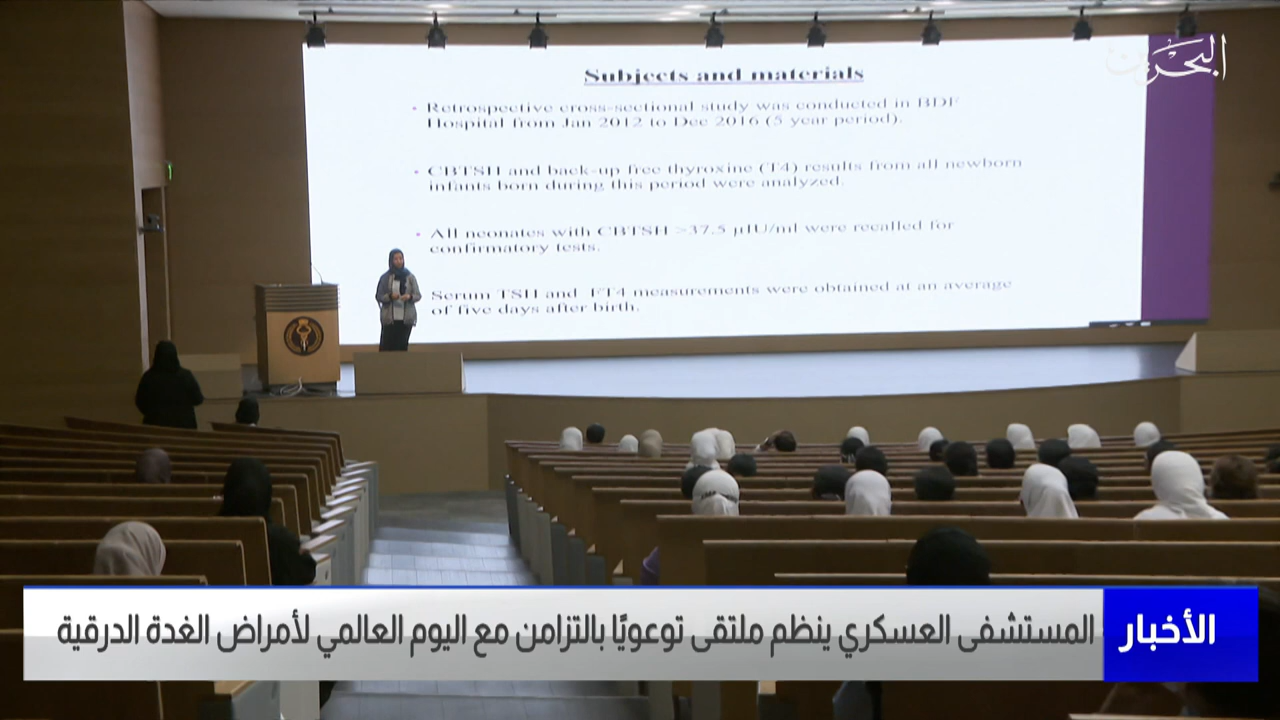 البحرين
Subjects and materials
• Retrospective cross-sectional study was conducted in BDF
Hospital from Jan 2012 to Dec 2016 (5 year period).
• CBTSH and back-up free thyroxine (T4) results from all newborn
infants born during this period were analyzed.
• All neonates with CBTSH >37.5 µIU/ml were recalled for
confirmatory tests.
Serum TSH and FT4 measurements were obtained at an average
of five days after birth.
الأخبار
المستشفى العسكري ينظم ملتقى توعويًا بالتزامن مع اليوم العالمي لأمراض الغدة الدرقية